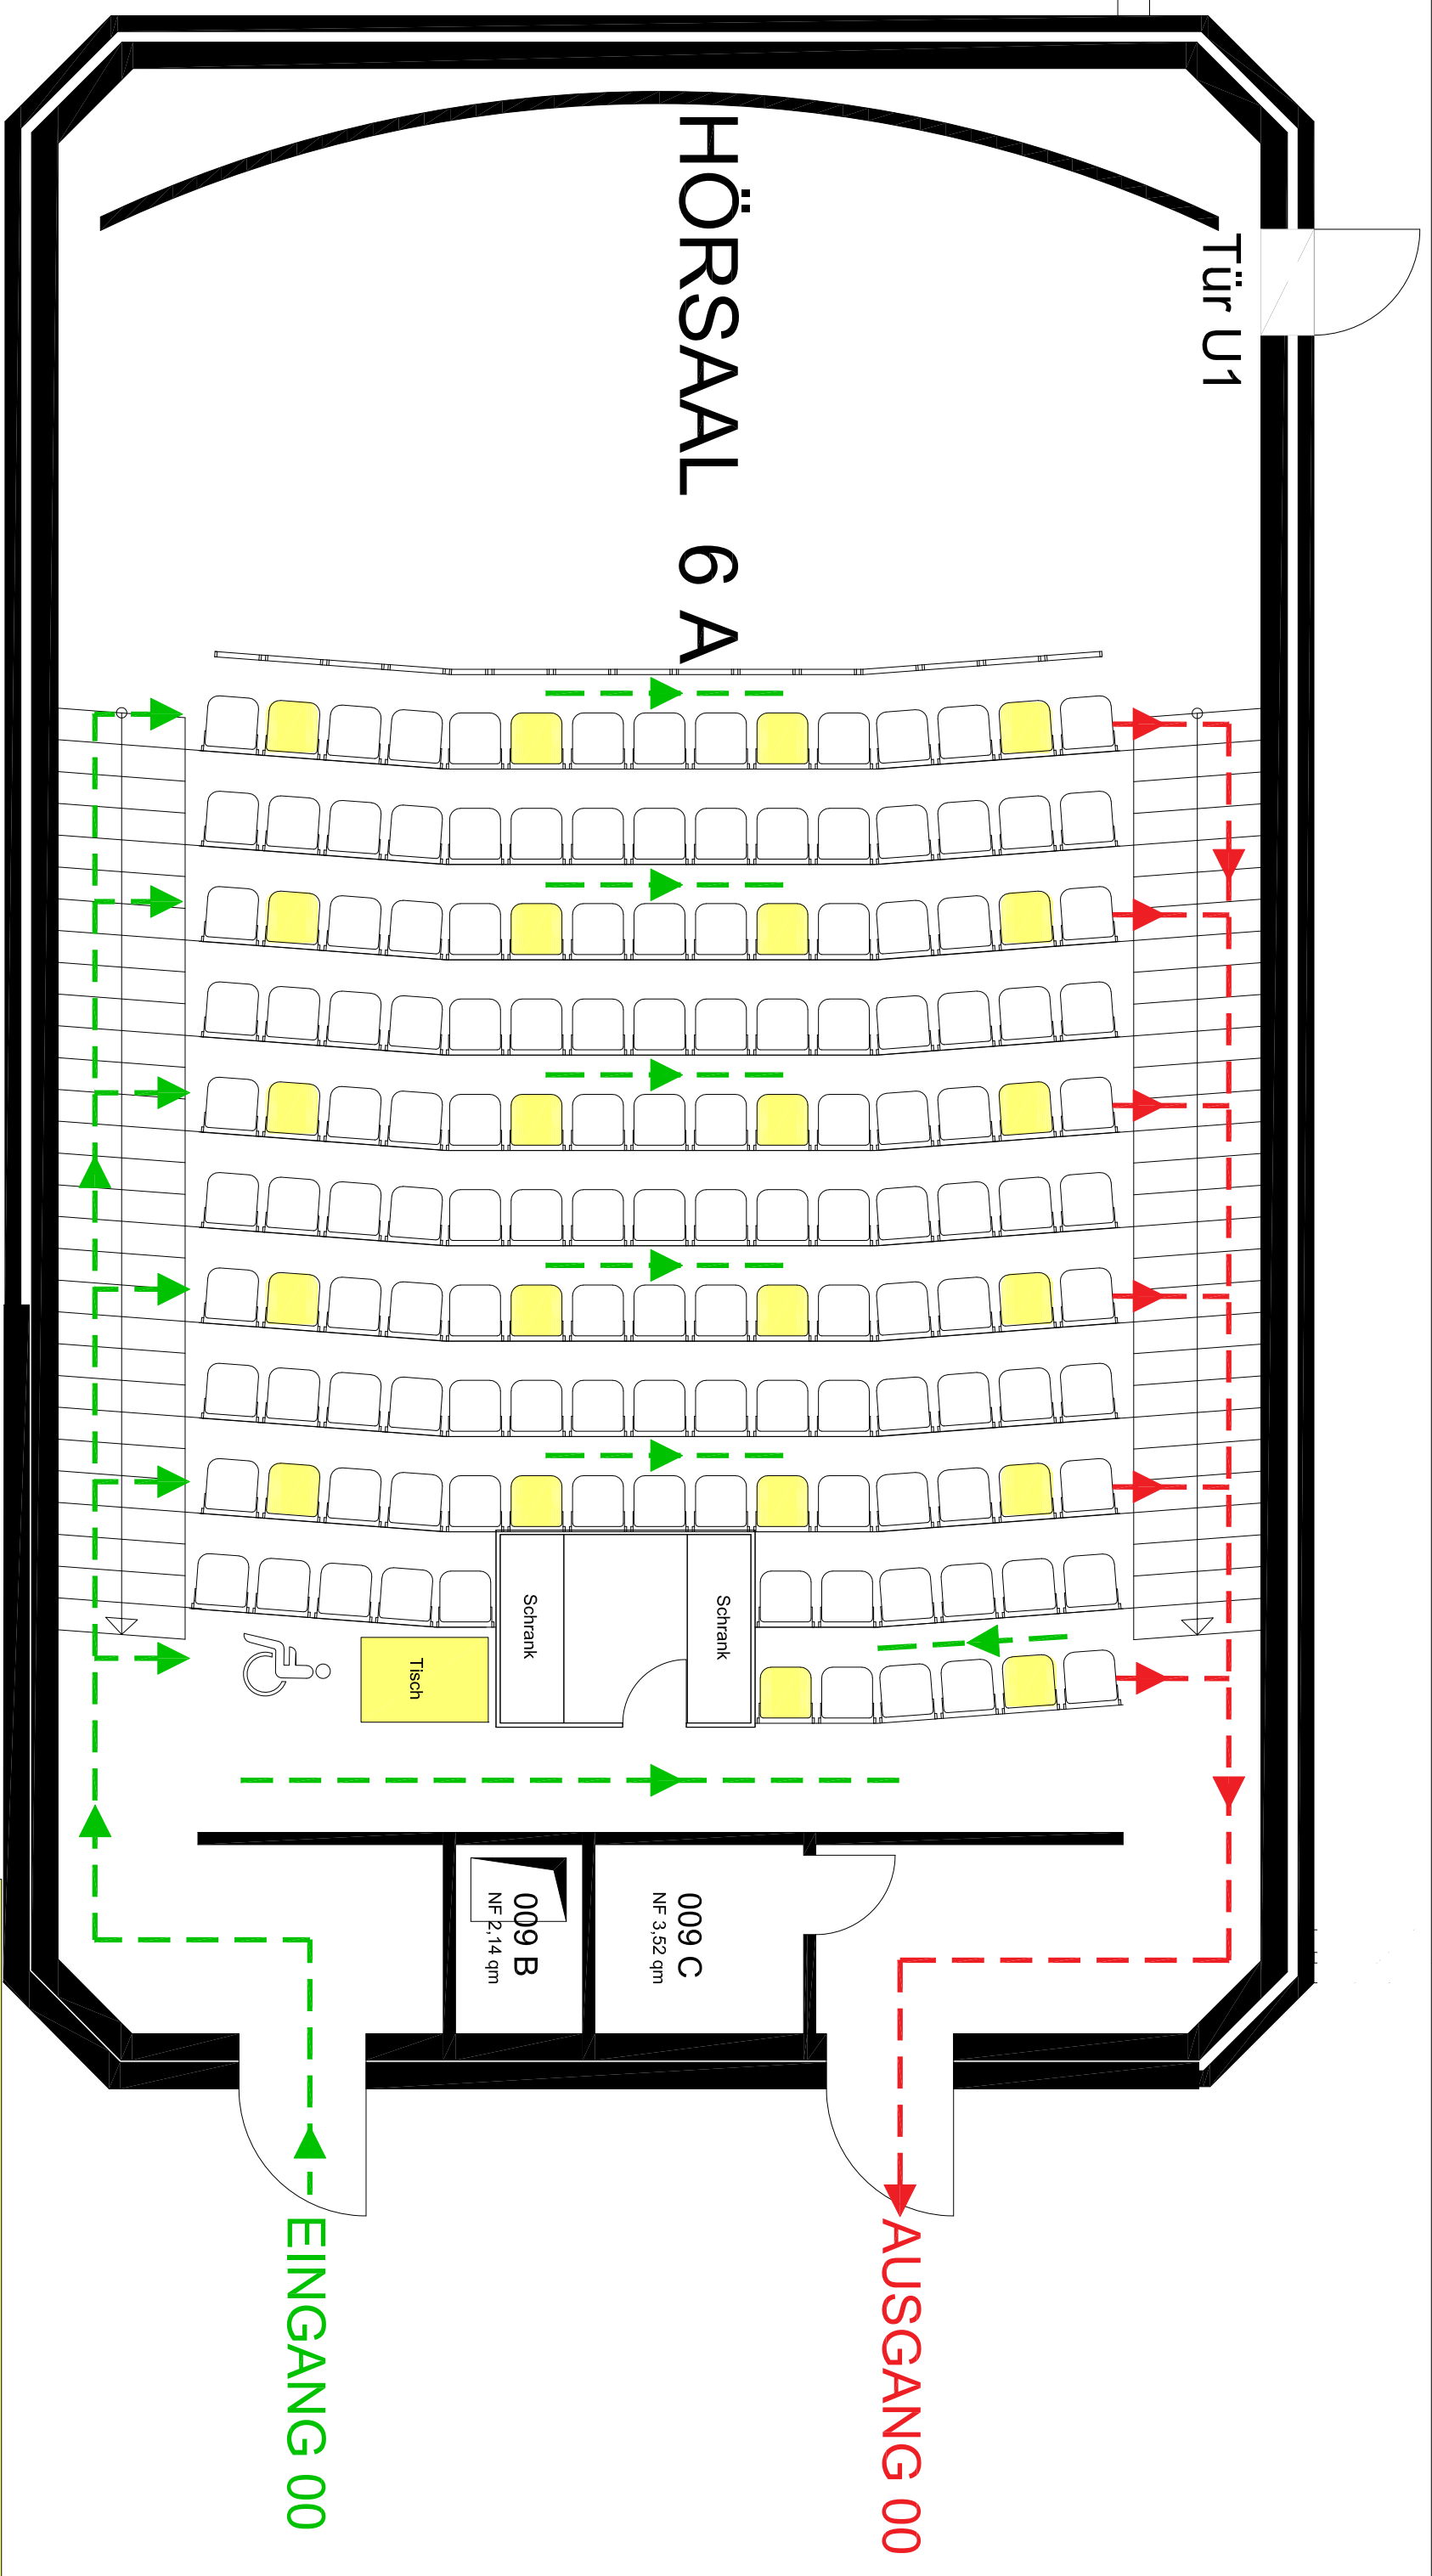 HÖRSAAL 6 A
Tür U1
Schrank
Schrank
Tisch
009 B
NF 2,14 qm
009 C
NF 3,52 qm
EINGANG 00
AUSGANG 00